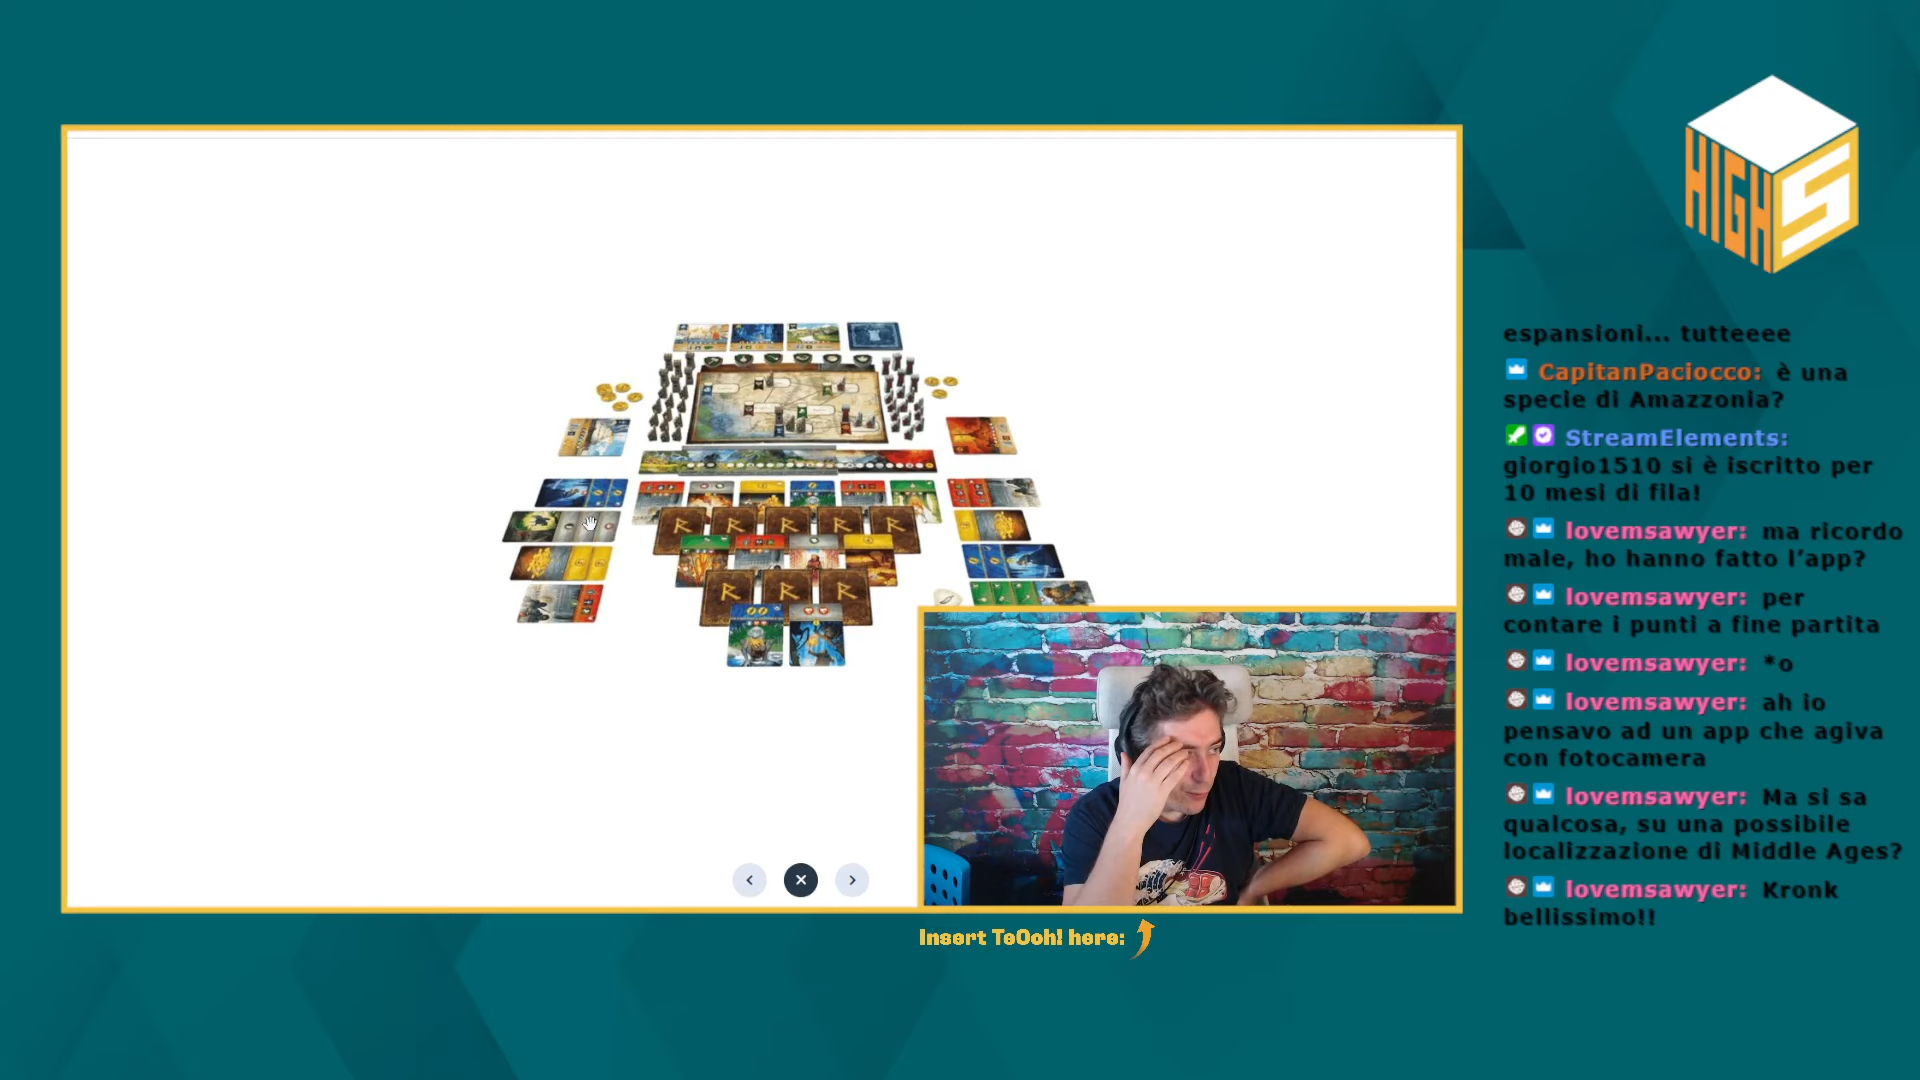 HIGH
5
espansioni... tutteeee
CapitanPaciocco: è una
specie di Amazzonia?
StreamElements:
giorgio1510 si è iscritto per
10 mesi di fila!
lovemsawyer: ma ricordo
male, ho hanno fatto l'app?
lovemsawyer: per
contare i punti a fine partita
lovemsawyer: *o
lovemsawyer: ah io
pensavo ad un app che agiva
con fotocamera
lovemsawyer: Ma si sa
qualcosa, su una possibile
localizzazione di Middle Ages?
lovemsawyer: Kronk
bellissimo!!
Insert TeOoh! here: